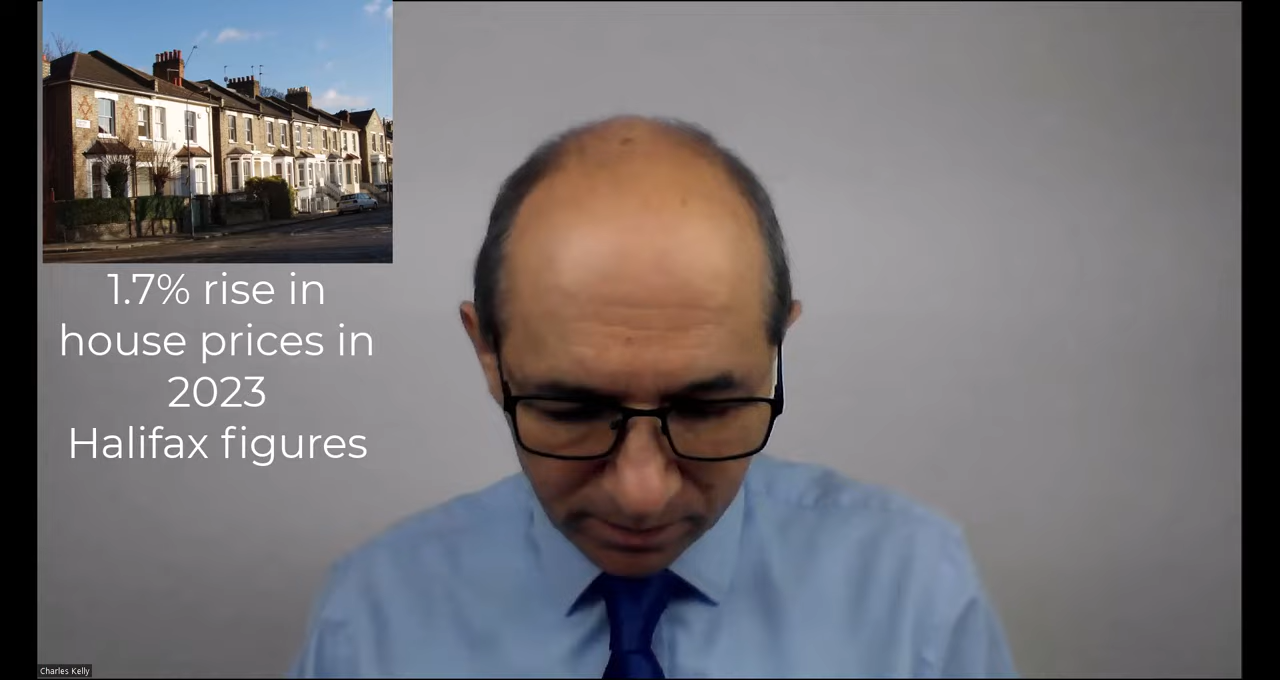 1.7% rise in
house prices in
2023
Halifax figures
Charles Kelly